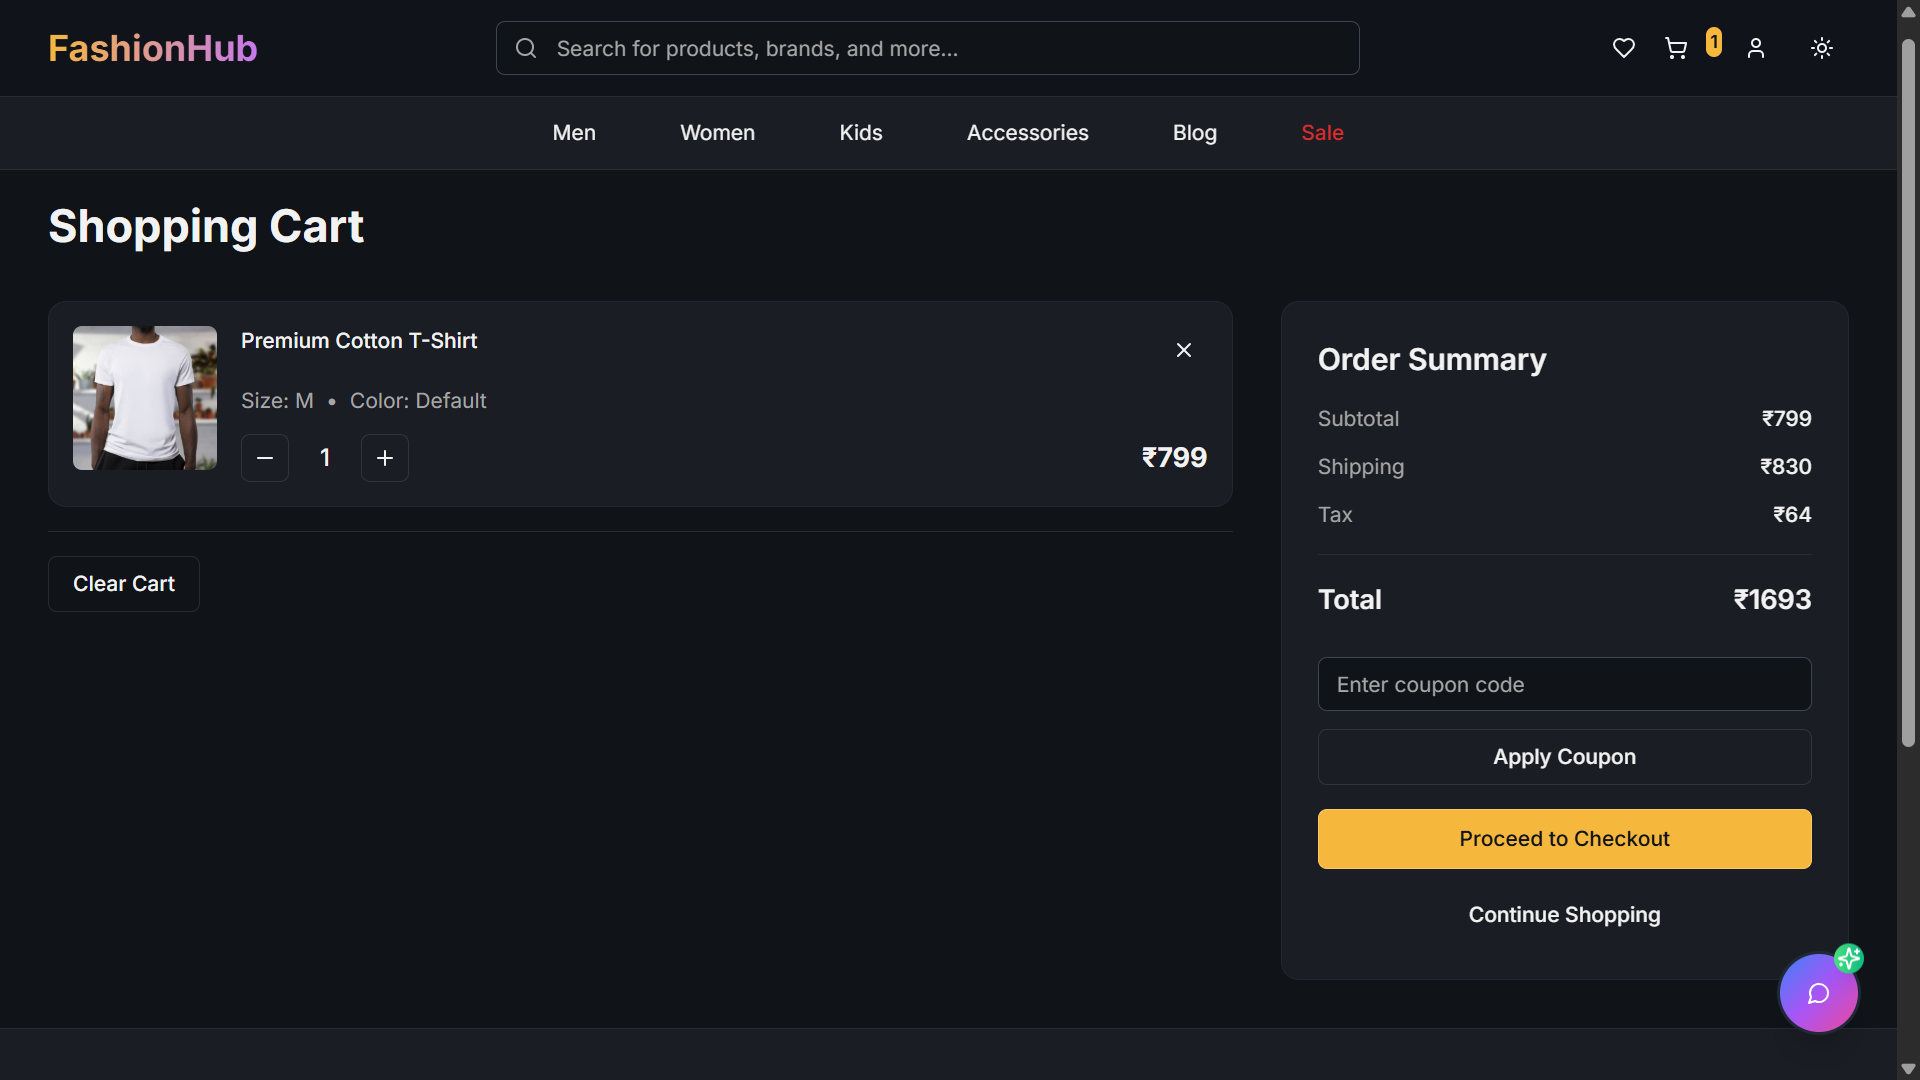 FashionHub
Search for products, brands, and more...
1
Men
Women
Kids
Accessories
Blog
Sale
Shopping Cart
Premium Cotton T-Shirt
Size: M • Color: Default
1
₹799
Clear Cart
Order Summary
Subtotal ₹799
Shipping ₹830
Tax ₹64
Total ₹1693
Enter coupon code
Apply Coupon
Proceed to Checkout
Continue Shopping